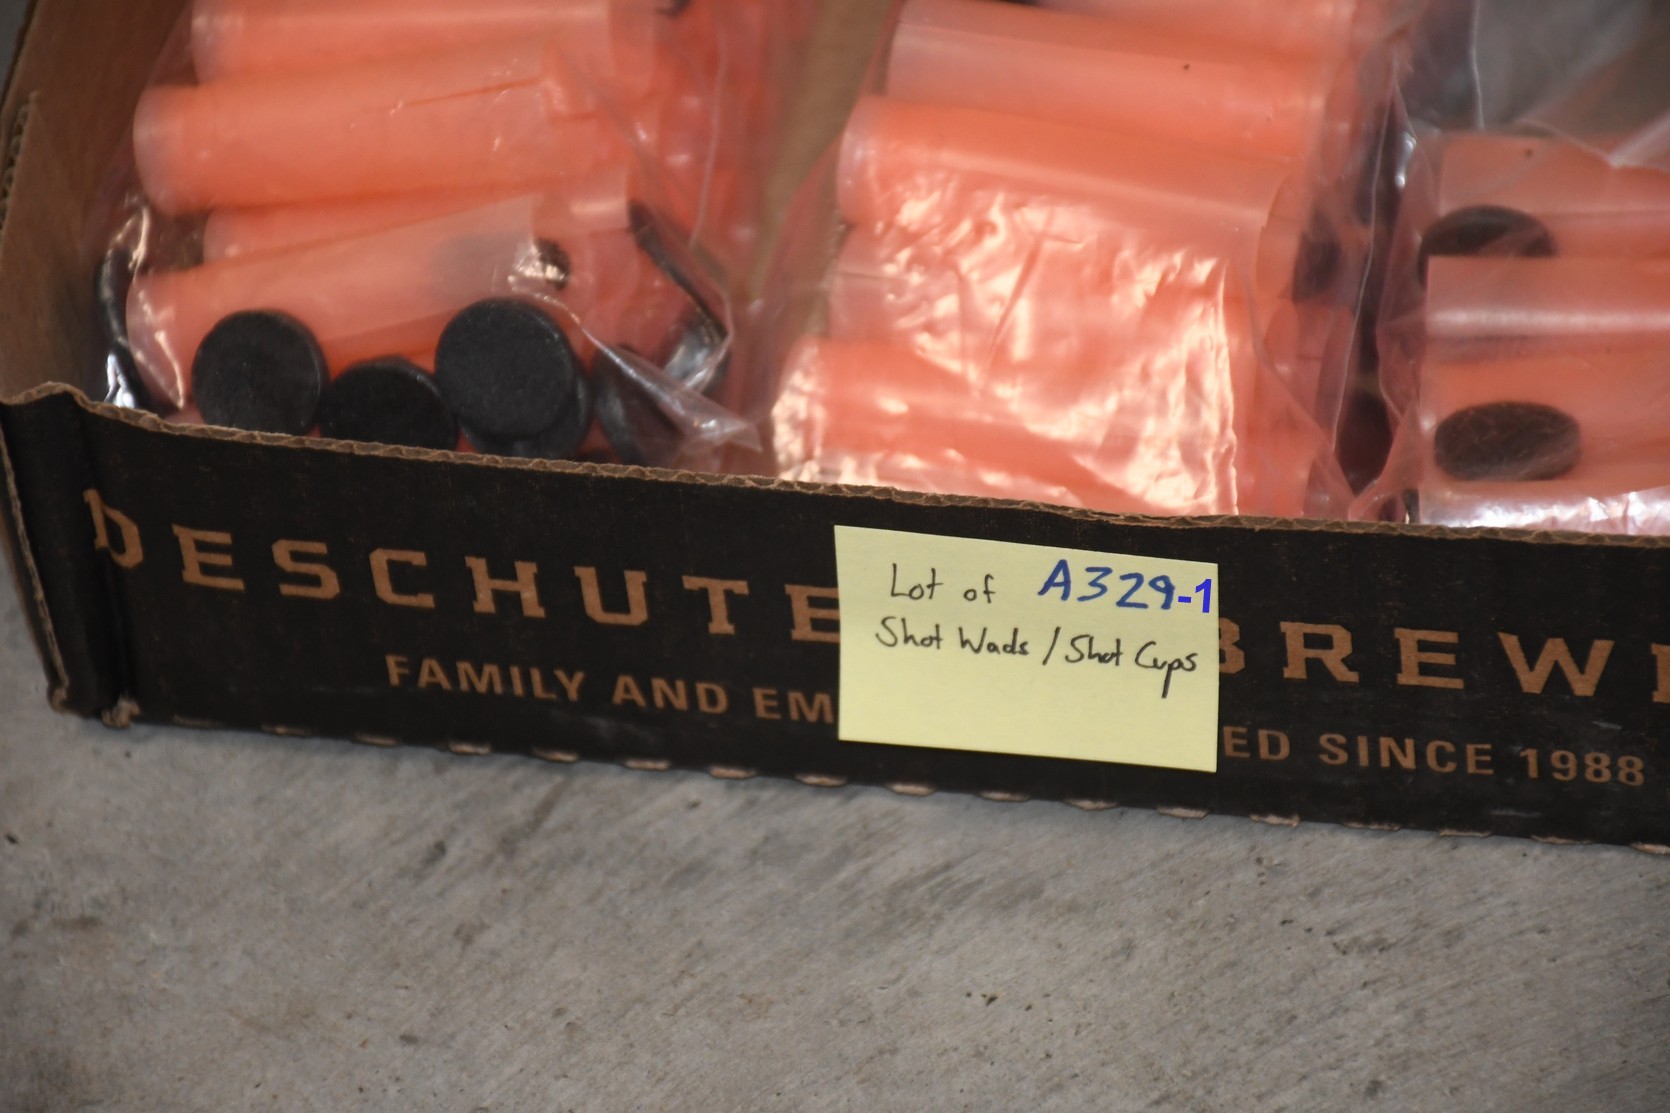 DESCHUTE BREW
FAMILY AND EM ED SINCE 1988
Lot of A329-1
Shot Wads / Shot Cups